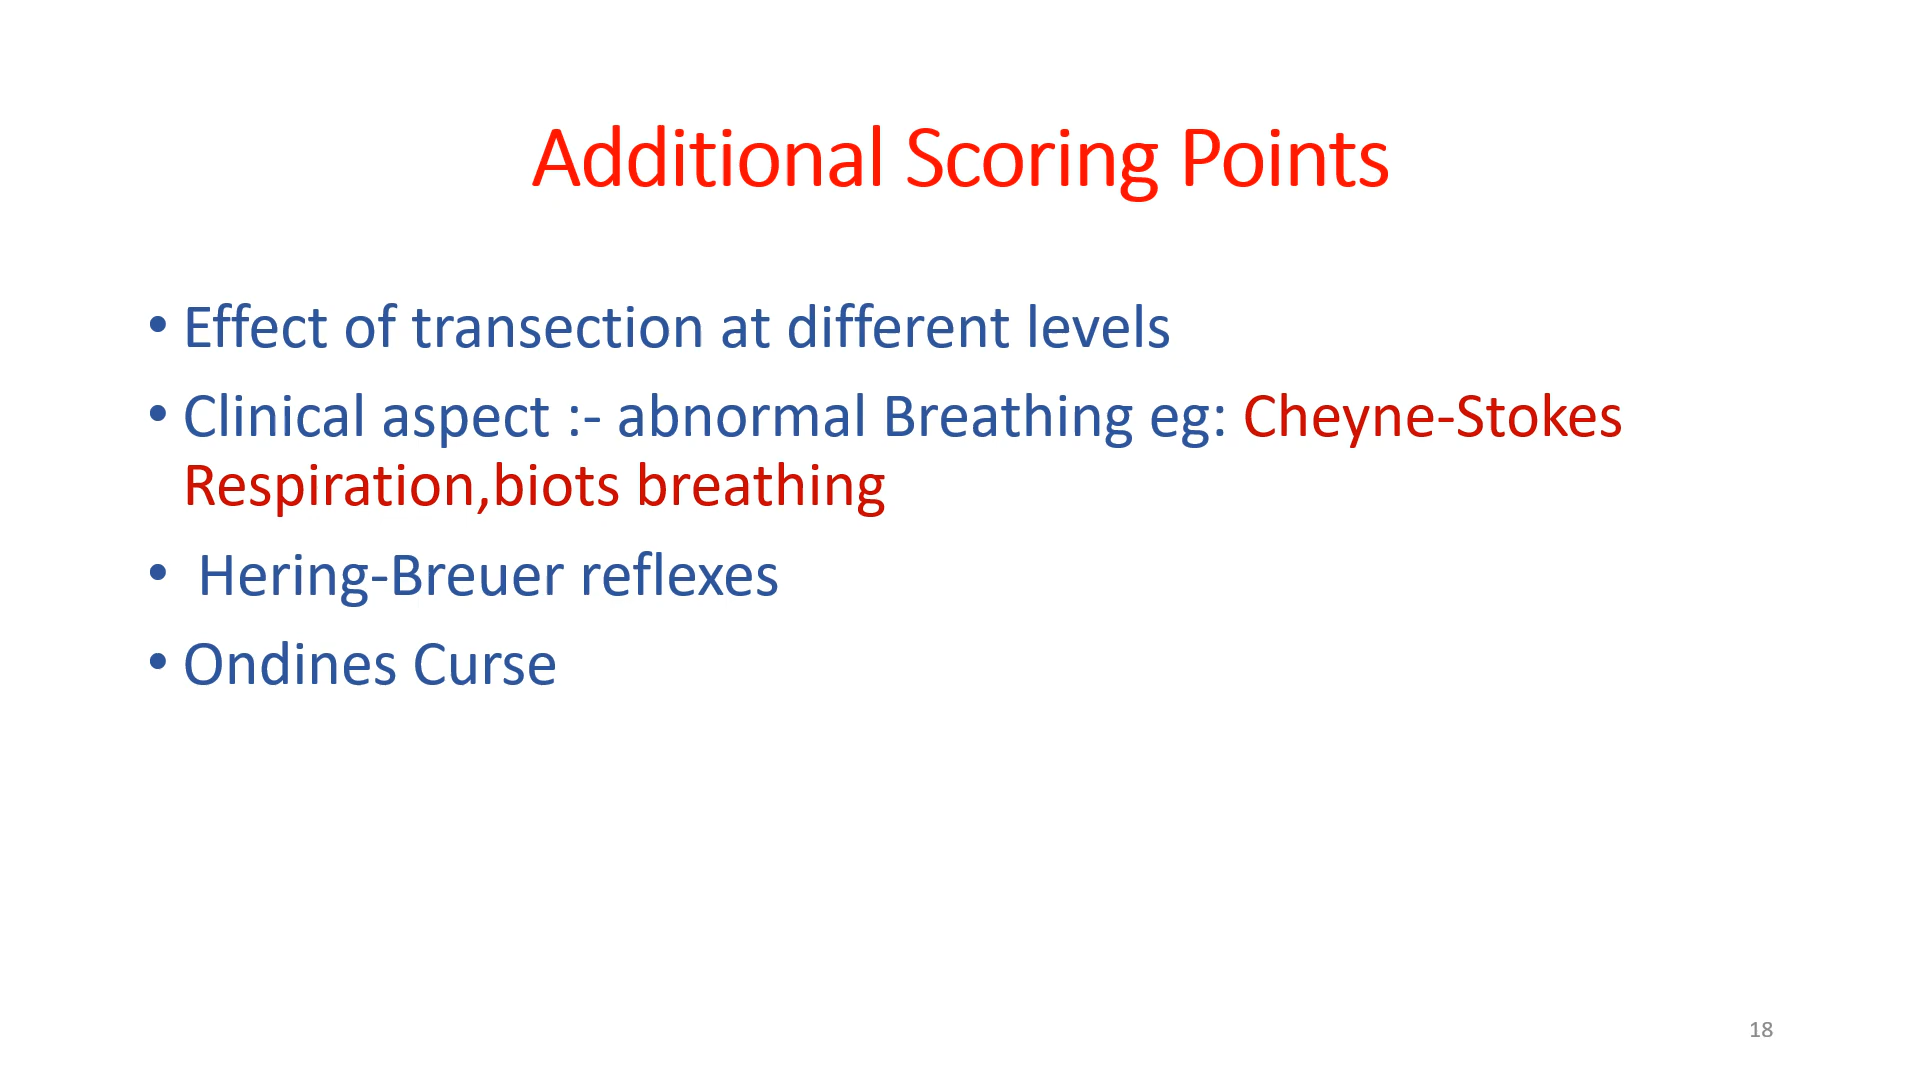 Additional Scoring Points
• Effect of transection at different levels
• Clinical aspect :- abnormal Breathing eg: Cheyne-Stokes
Respiration,biots breathing
• Hering-Breuer reflexes
• Ondines Curse
18